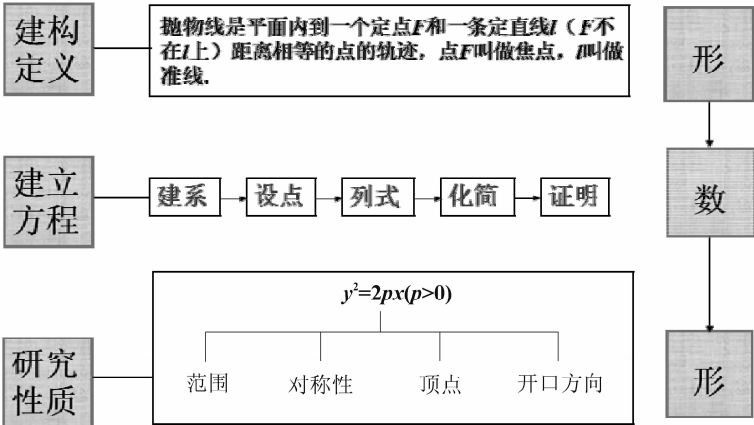 建构
定义
抛物线是平面内到一个定点F和一条定直线l（F不
在l上）距离相等的点的轨迹，点F叫做焦点，l叫做
准线.
形
建立
方程
建系
设点
列式
化简
证明
数
研究
性质
y²=2px(p>0)
范围
对称性
顶点
开口方向
形